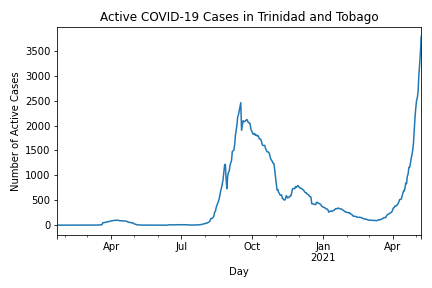 Active COVID-19 Cases in Trinidad and Tobago
Number of Active Cases
3500
3000
2500
2000
1500
1000
500
0
Apr Jul Oct Jan Apr
2021
Day